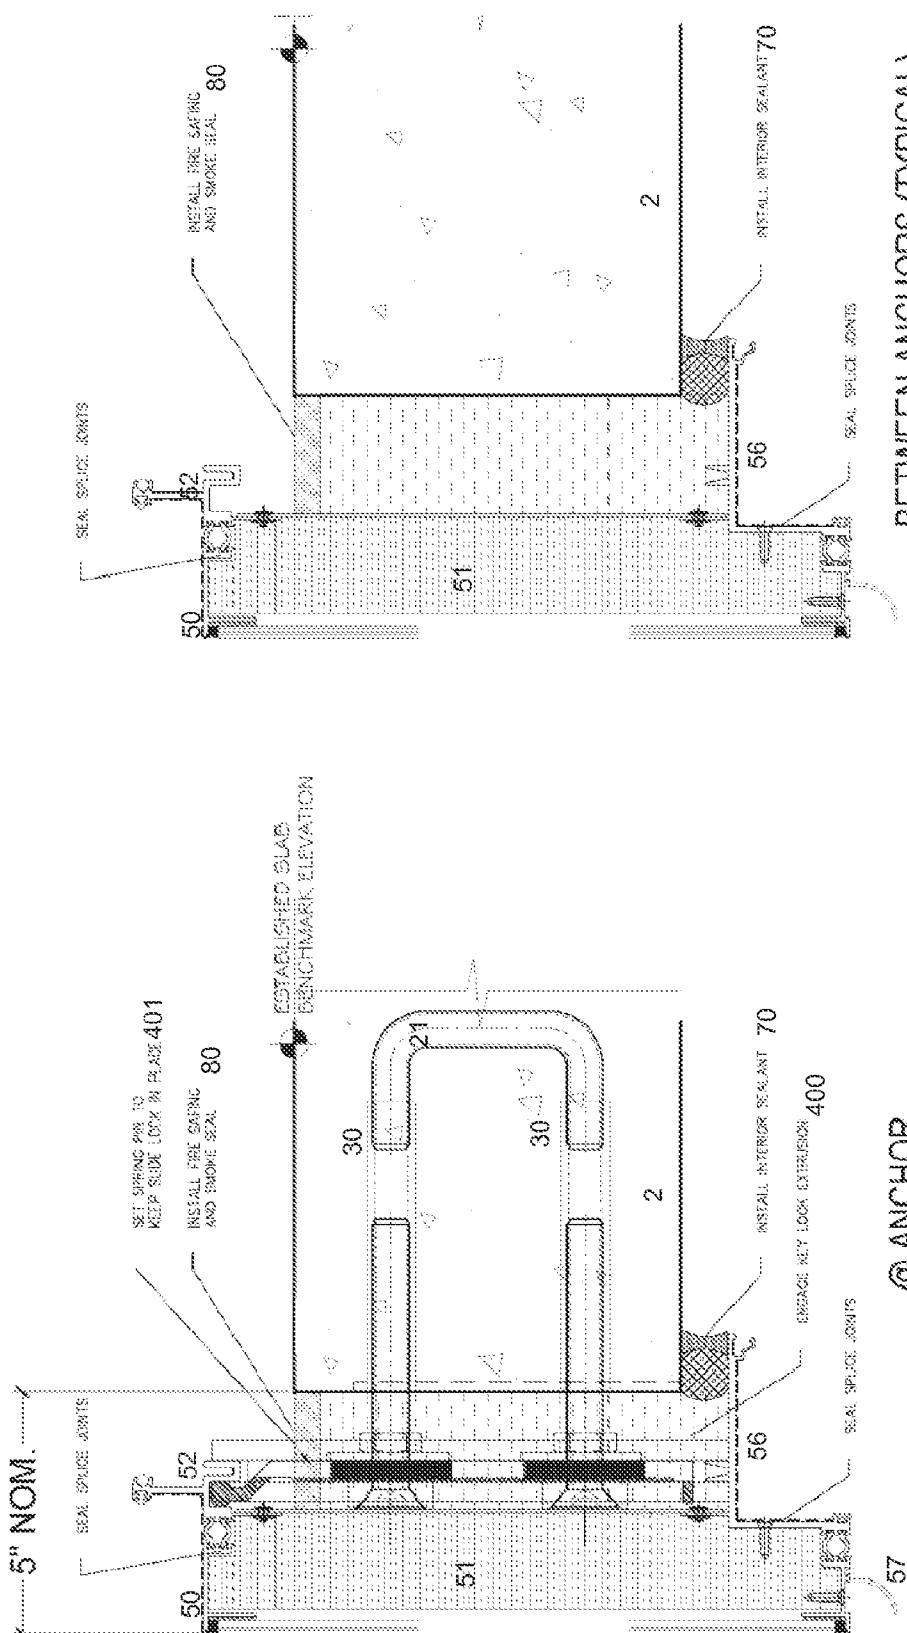 5" NOM.
SEAL SPLICE JOINTS
50
52
51
SET SPRING PIN TO
KEEP SLIDE LOCK IN PLACE 401
INSTALL FIRE SAFING
AND SMOKE SEAL 80
ESTABLISHED SLAB
BENCHMARK ELEVATION
30
21
30
2
INSTALL INTERIOR SEALANT 70
ENGAGE KEY LOCK EXTRUSION 400
56
SEAL SPLICE JOINTS
57
@ ANCHOR
SEAL SPLICE JOINTS
50
52
51
INSTALL FIRE SAFING
AND SMOKE SEAL 80
2
INSTALL INTERIOR SEALANT 70
56
SEAL SPLICE JOINTS
BETWEEN ANCHORS (TYPICAL)